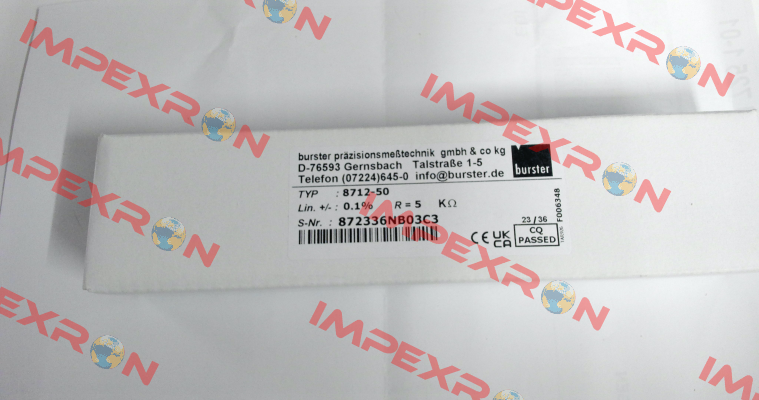 burster präzisionsmeßtechnik gmbh & co kg
D-76593 Gernsbach Talstraße 1-5
Telefon (07224)645-0 info@burster.de
burster
TYP : 8712-50
Lin. +/- : 0.1% R = 5 KΩ
S-Nr. : 872336NB03C3
CE UK CA
23 / 36
CQ
PASSED
F006348
IMPEXRON
IMPEXRON
IMPEXRON
IMPEXRON
IMPEXRON
IMPEXRON
IMPEXRON